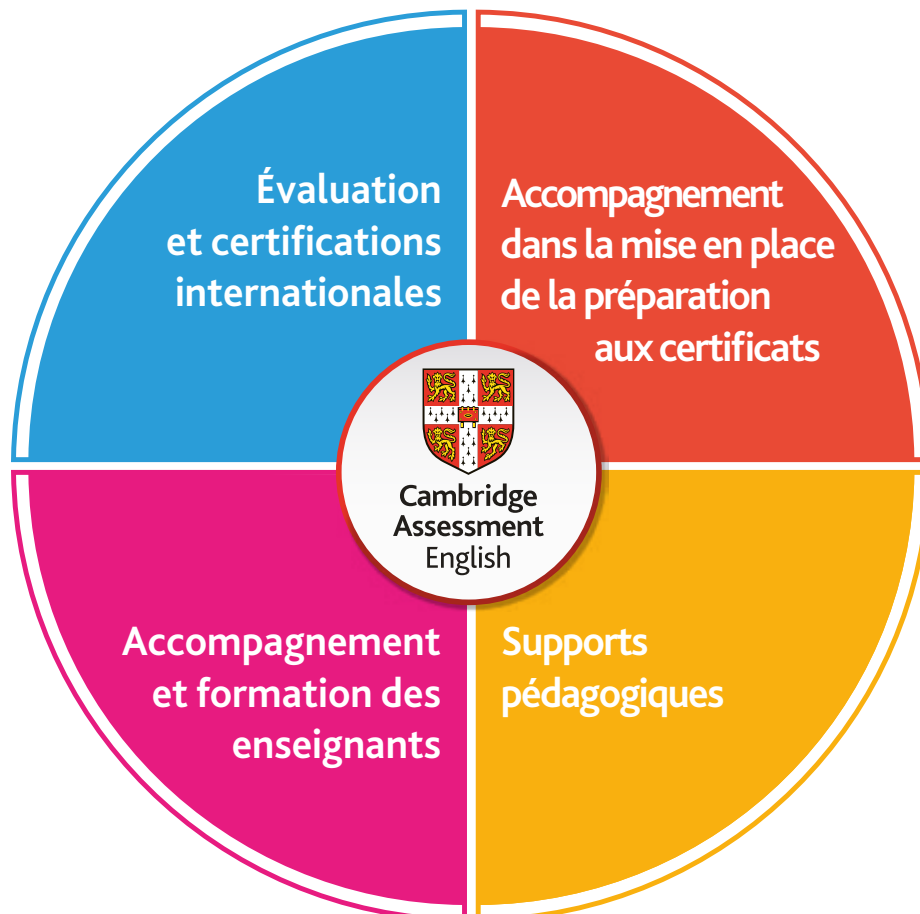 Évaluation
et certifications
internationales
Accompagnement
dans la mise en place
de la préparation
aux certificats
Cambridge
Assessment
English
Accompagnement
et formation des
enseignants
Supports
pédagogiques